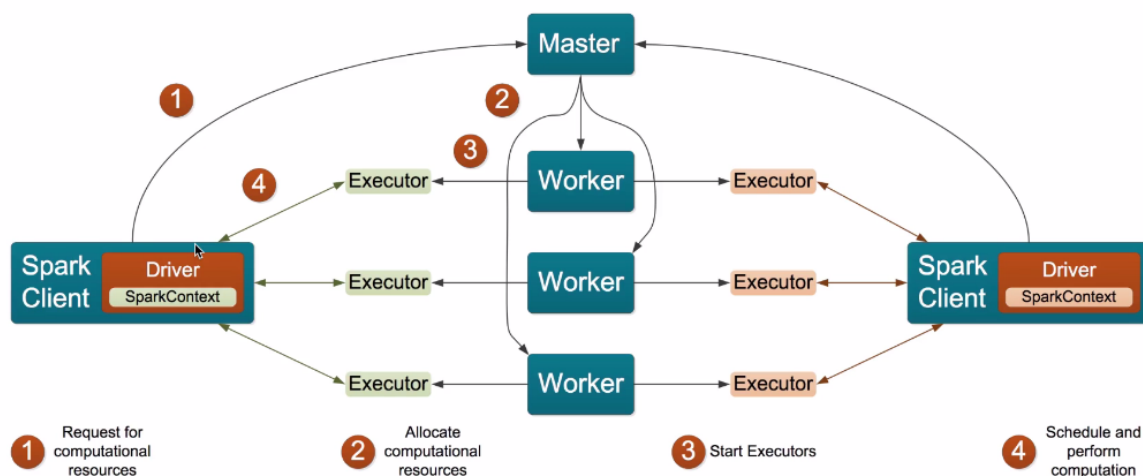 Master
1
2
3
Executor
Worker
Executor
4
Spark
Client
Driver
SparkContext
Executor
Worker
Executor
Spark
Client
Driver
SparkContext
Executor
Worker
Executor
1
Request for
computational
resources
2
Allocate
computational
resources
3
Start Executors
4
Schedule and
perform
computation